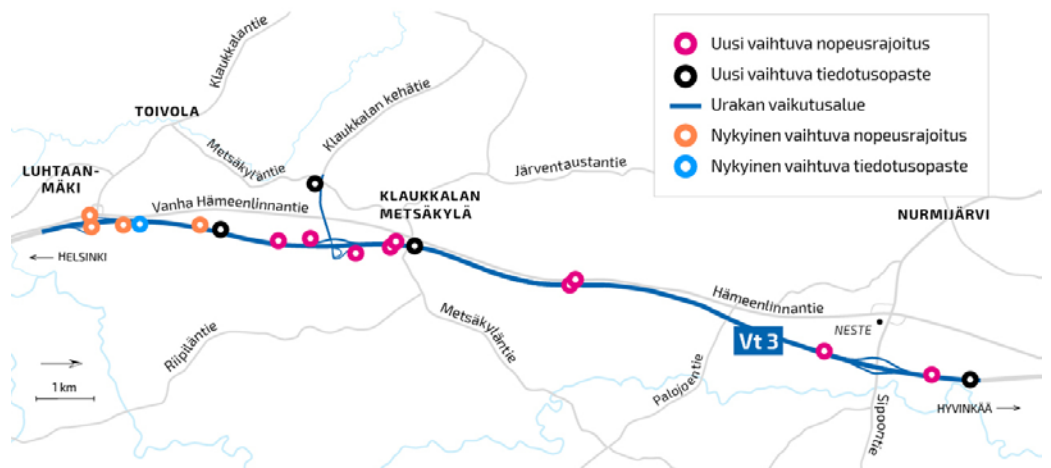 Uusi vaihtuva nopeusrajoitus
Uusi vaihtuva tiedotusopaste
Urakan vaikutusalue
Nykyinen vaihtuva nopeusrajoitus
Nykyinen vaihtuva tiedotusopaste
Klaukkalantie
Klaukkalan kehätie
TOIVOLA
Metsäkyläntie
Järventaustantie
LUHTAAN-
MÄKI
Vanha Hämeenlinnantie
KLAUKKALAN
METSÄKYLÄ
NURMIJÄRVI
← HELSINKI
Hämeenlinnantie
Metsäkyläntie
NESTE
Vt 3
Riipiläntie
Palojoentie
1 km
Sipoontie
HYVINKÄÄ →